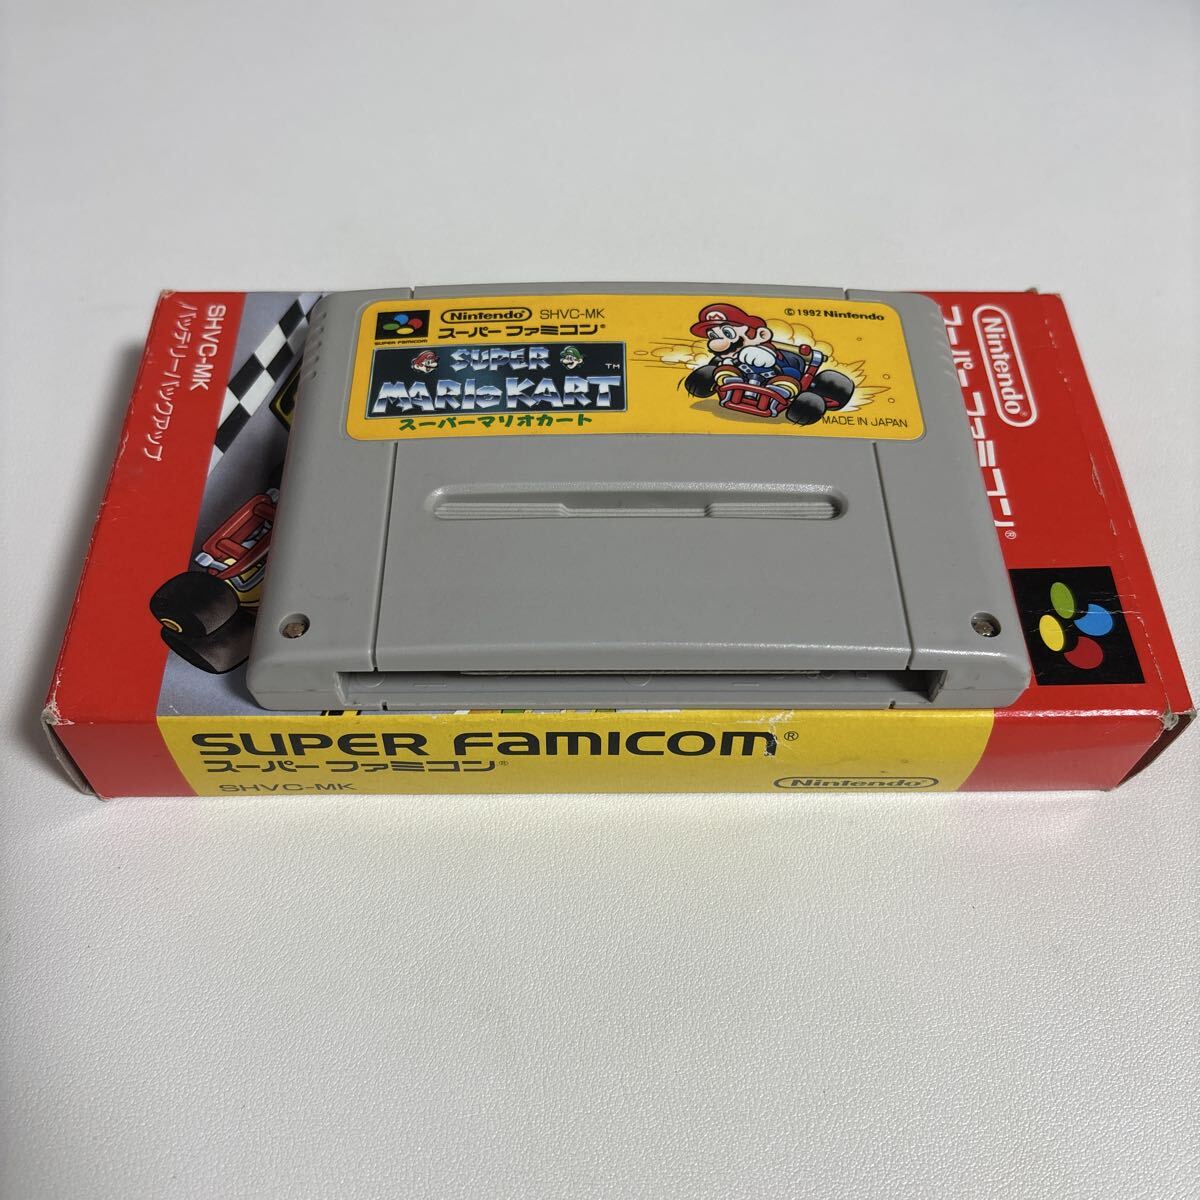 Nintendo SHVC-MK
スーパーファミコン®
SUPER FAMICOM
SUPER
MARIOKART™
スーパーマリオカート
©1992 Nintendo
MADE IN JAPAN
SHVC-MK
バッテリーバックアップ
Nintendo
スーパーファミコン®
SUPER FAMICOM®
スーパーファミコン®
SHVC-MK
Nintendo®